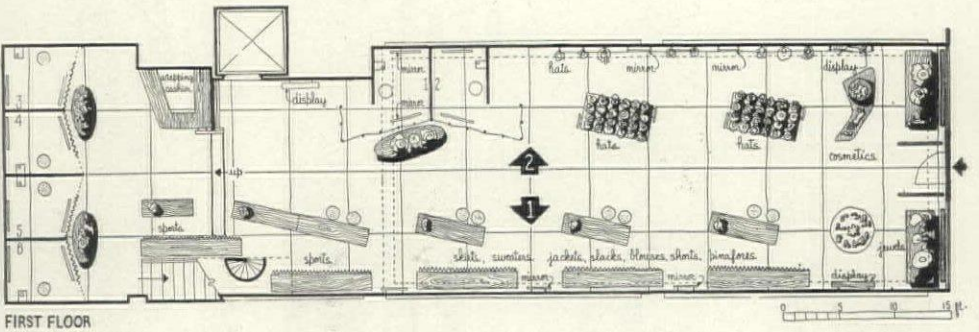 mirror
hats
mirror
mirror
display
wrapping
cashier
1 2
display
mirror
3
4
hats
hats
cosmetics
2
up
1
sports
5
6
jewels
sports
skirts, sweaters
jackets, slacks, blouses, shorts, pinafores
mirror
mirror
display
FIRST FLOOR
0 5 10 15 ft.